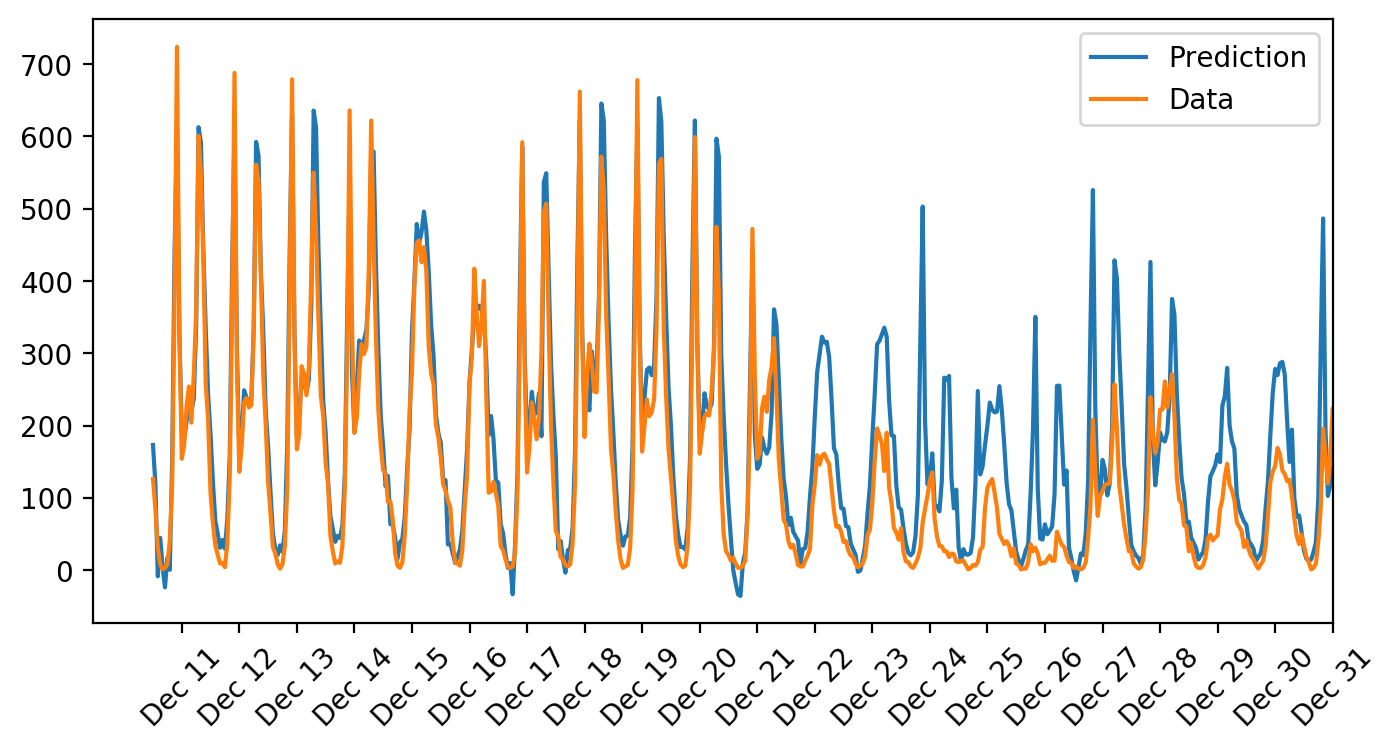 Prediction
Data
700
600
500
400
300
200
100
0
Dec 11
Dec 12
Dec 13
Dec 14
Dec 15
Dec 16
Dec 17
Dec 18
Dec 19
Dec 20
Dec 21
Dec 22
Dec 23
Dec 24
Dec 25
Dec 26
Dec 27
Dec 28
Dec 29
Dec 30
Dec 31